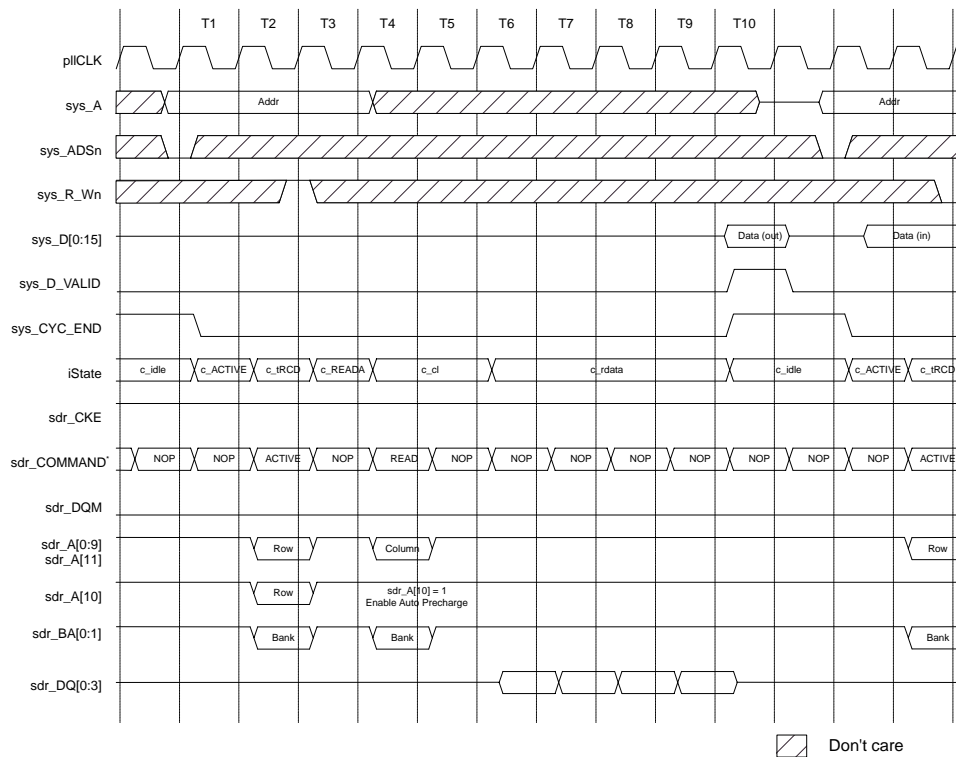 T1 T2 T3 T4 T5 T6 T7 T8 T9 T10
pllCLK
sys_A Addr Addr
sys_ADSn
sys_R_Wn
sys_D[0:15] Data (out) Data (in)
sys_D_VALID
sys_CYC_END
iState c_idle c_ACTIVE c_tRCD c_READA c_cl c_rdata c_idle c_ACTIVE c_tRCD
sdr_CKE
sdr_COMMAND* NOP NOP ACTIVE NOP READ NOP NOP NOP NOP NOP NOP NOP NOP ACTIVE
sdr_DQM
sdr_A[0:9]
sdr_A[11] Row Column Row
sdr_A[10] Row sdr_A[10] = 1
Enable Auto Precharge
sdr_BA[0:1] Bank Bank Bank
sdr_DQ[0:3]
Don't care